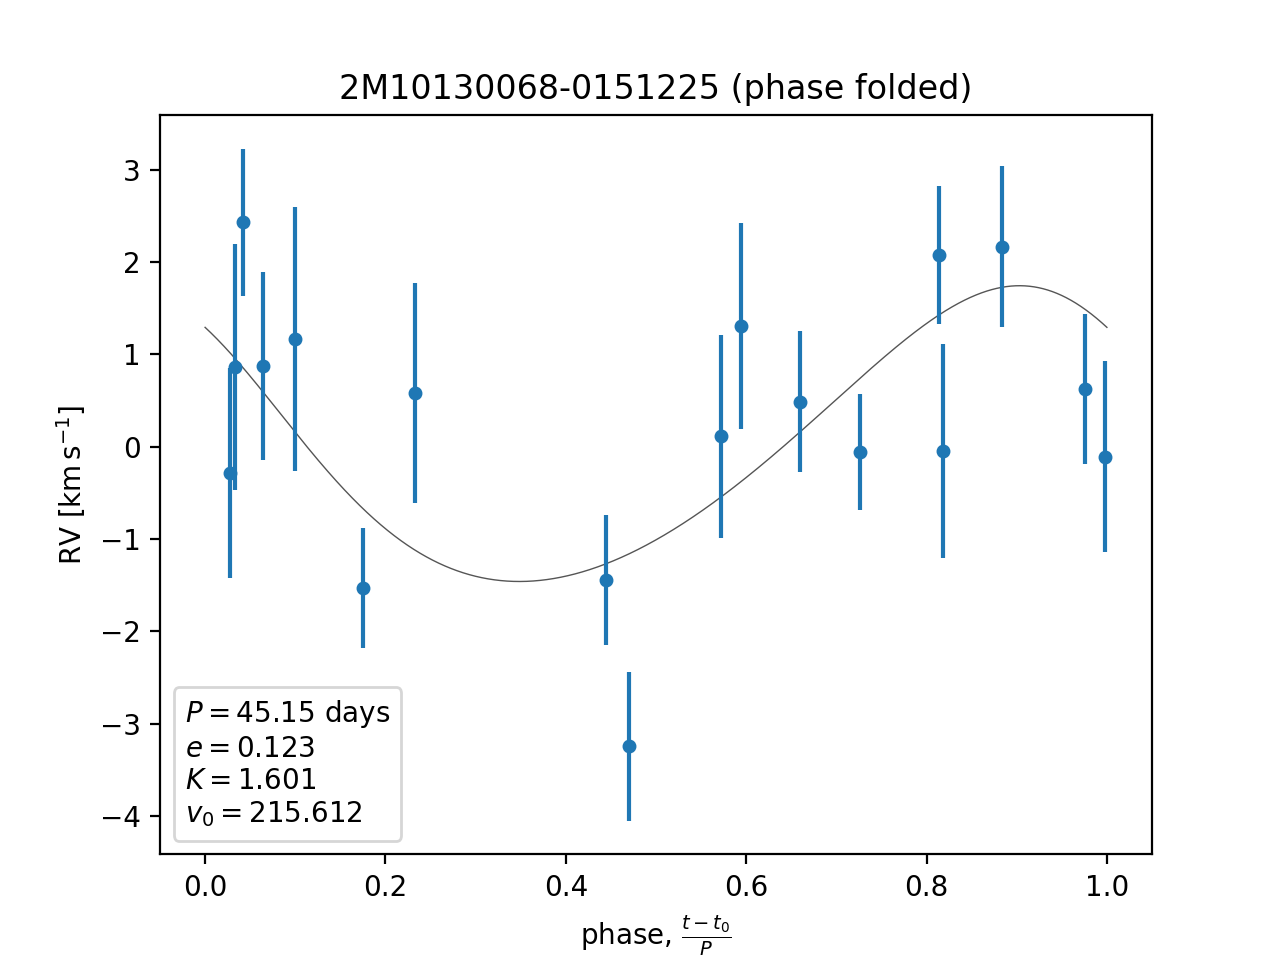 2M10130068-0151225 (phase folded)
RV [km s⁻¹]
3
2
1
0
−1
−2
−3
−4
P = 45.15 days
e = 0.123
K = 1.601
v₀ = 215.612
0.0 0.2 0.4 0.6 0.8 1.0
phase, (t − t₀)/P